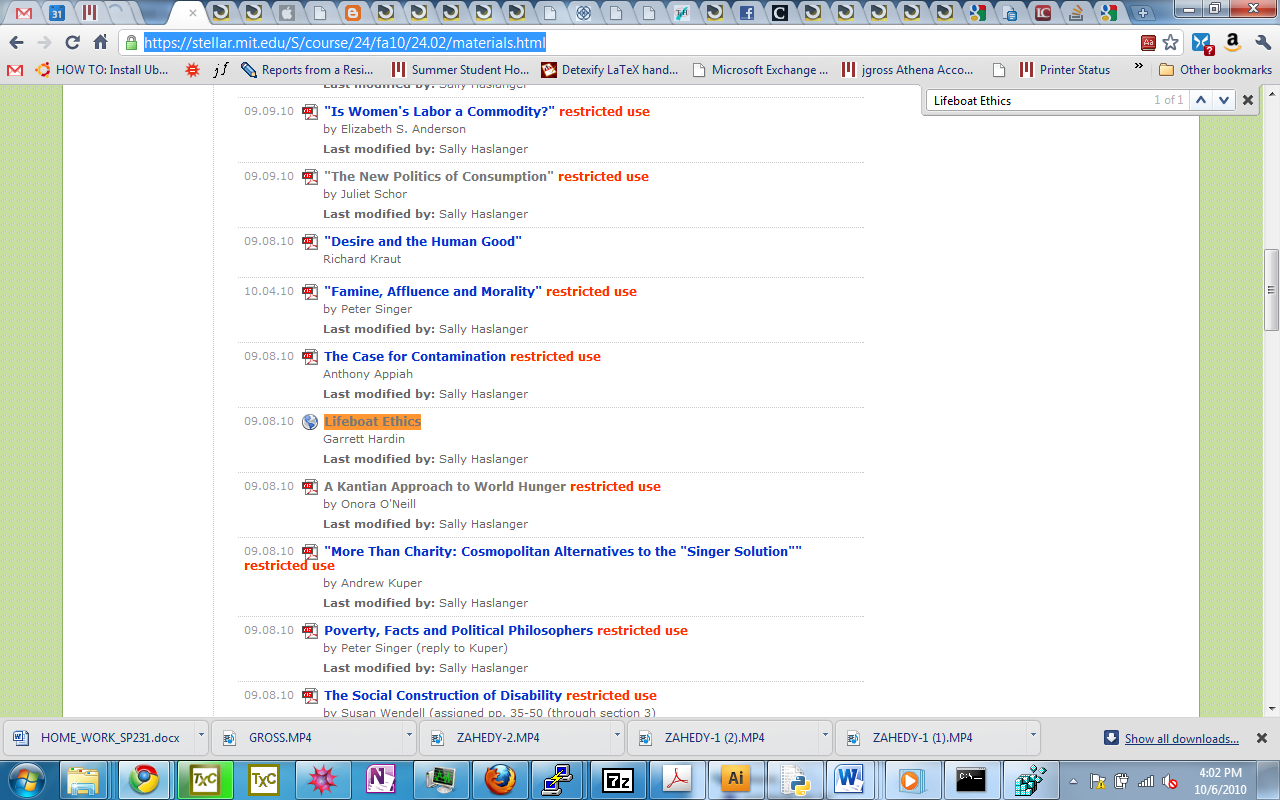 https://stellar.mit.edu/S/course/24/fa10/24.02/materials.html
HOW TO: Install Ub...
Reports from a Resi...
Summer Student Ho...
Detexify LaTeX hand...
Microsoft Exchange ...
jgross Athena Acco...
Printer Status
»
Other bookmarks
Lifeboat Ethics
1 of 1
Last modified by: Sally Haslanger
09.09.10 "Is Women's Labor a Commodity?" restricted use
by Elizabeth S. Anderson
Last modified by: Sally Haslanger
09.09.10 "The New Politics of Consumption" restricted use
by Juliet Schor
Last modified by: Sally Haslanger
09.08.10 "Desire and the Human Good"
Richard Kraut
10.04.10 "Famine, Affluence and Morality" restricted use
by Peter Singer
Last modified by: Sally Haslanger
09.08.10 The Case for Contamination restricted use
Anthony Appiah
Last modified by: Sally Haslanger
09.08.10 Lifeboat Ethics
Garrett Hardin
Last modified by: Sally Haslanger
09.08.10 A Kantian Approach to World Hunger restricted use
by Onora O'Neill
Last modified by: Sally Haslanger
09.08.10 "More Than Charity: Cosmopolitan Alternatives to the "Singer Solution""
restricted use
by Andrew Kuper
Last modified by: Sally Haslanger
09.08.10 Poverty, Facts and Political Philosophers restricted use
by Peter Singer (reply to Kuper)
Last modified by: Sally Haslanger
09.08.10 The Social Construction of Disability restricted use
by Susan Wendell (assigned pp. 35-50 (through section 3)
HOME_WORK_SP231.docx
GROSS.MP4
ZAHEDY-2.MP4
ZAHEDY-1 (2).MP4
ZAHEDY-1 (1).MP4
Show all downloads...
TXC
TXC
7z
Ai
4:02 PM
10/6/2010